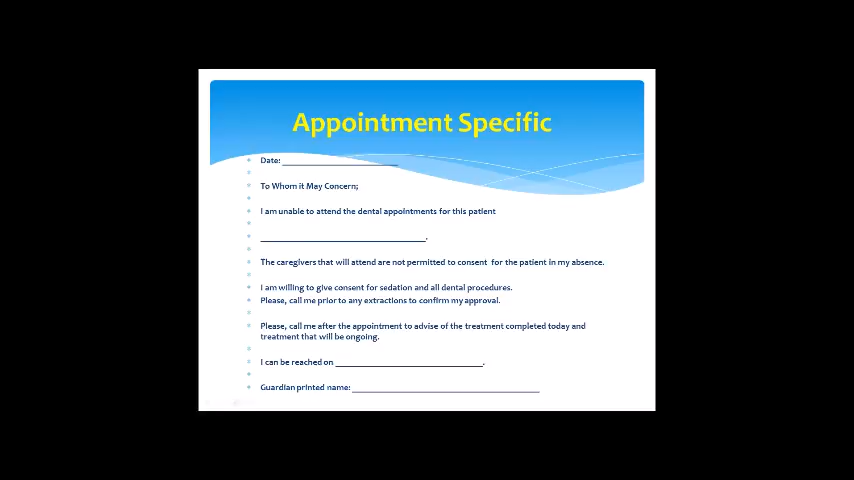 Appointment Specific
Date: ___________________________
To Whom it May Concern;
I am unable to attend the dental appointments for this patient
_______________________________________.
The caregivers that will attend are not permitted to consent for the patient in my absence.
I am willing to give consent for sedation and all dental procedures.
Please, call me prior to any extractions to confirm my approval.
Please, call me after the appointment to advise of the treatment completed today and
treatment that will be ongoing.
I can be reached on ___________________________________.
Guardian printed name: ____________________________________________